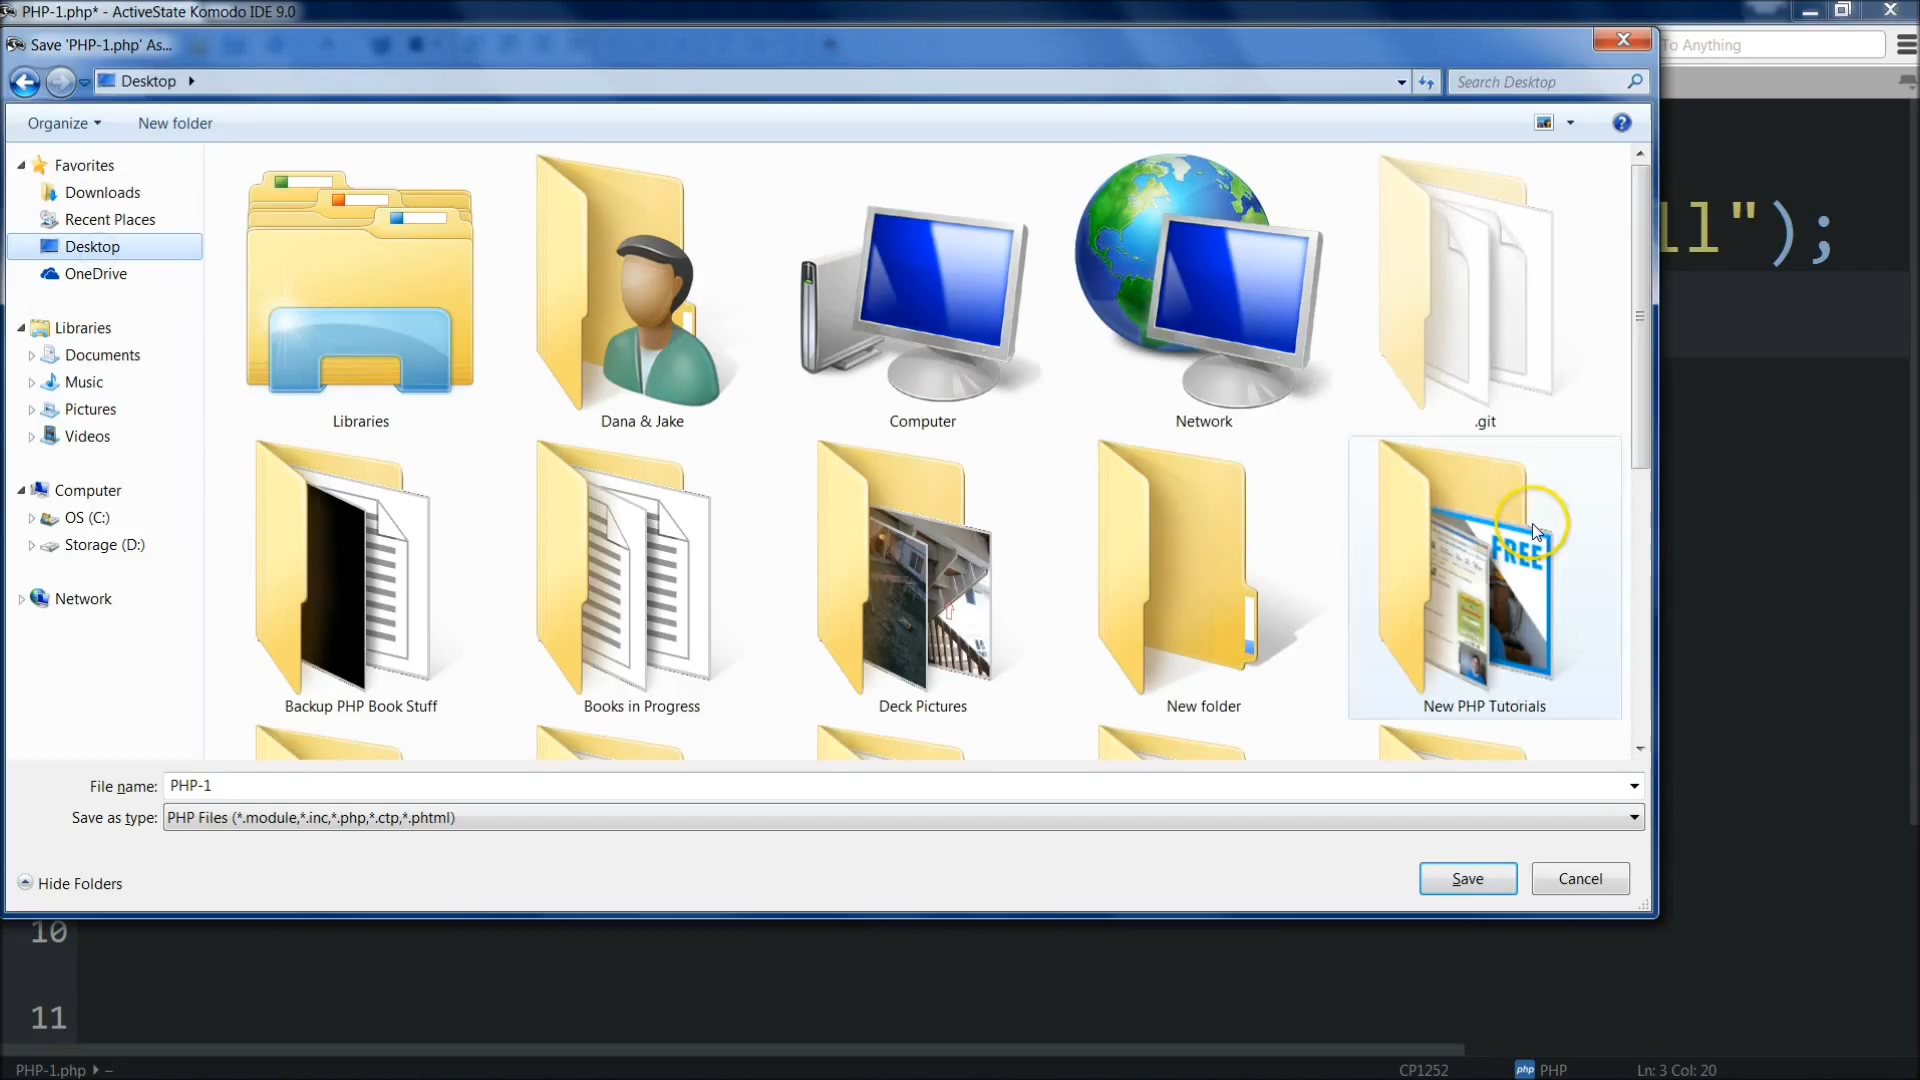 PHP-1.php* - ActiveState Komodo IDE 9.0
Save 'PHP-1.php' As...
To Anything
Desktop
Search Desktop
Organize
New folder
Favorites
Downloads
Recent Places
Desktop
OneDrive
Libraries
Documents
Music
Pictures
Videos
Computer
OS (C:)
Storage (D:)
Network
Libraries
Dana & Jake
Computer
Network
.git
FREE
Backup PHP Book Stuff
Books in Progress
Deck Pictures
New folder
New PHP Tutorials
ll");
File name: PHP-1
Save as type: PHP Files (*.module,*.inc,*.php,*.ctp,*.phtml)
Hide Folders
Save
Cancel
10
11
PHP-1.php
CP1252
php PHP
Ln: 3 Col: 20